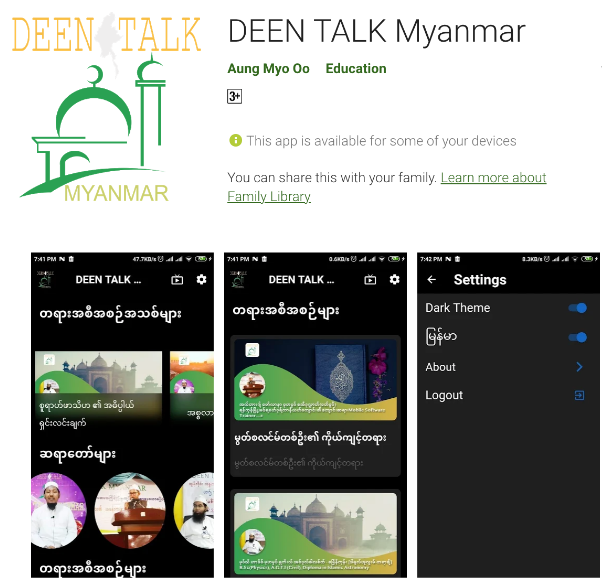 DEEN TALK
MYANMAR
DEEN TALK Myanmar
Aung Myo Oo Education
3+
This app is available for some of your devices
You can share this with your family. Learn more about
Family Library
7:41 PM
47.7KB/s
DEEN TALK ...
တရားအစီအစဉ်အသစ်များ
စူရာဟ်ဖာသိဟ ၏ အဓိပ္ပါယ်
ရှင်းလင်းချက်
ဆရာတော်များ
တရားအစီအစဉ်များ
7:41 PM
0.6KB/s
DEEN TALK ...
တရားအစီအစဉ်များ
မွတ်စလင်မ်တစ်ဦး၏ ကိုယ်ကျင့်တရား
မွတ်စလင်မ်တစ်ဦး၏ ကိုယ်ကျင့်တရား
7:42 PM
8.3KB/s
Settings
Dark Theme
မြန်မာ
About
Logout